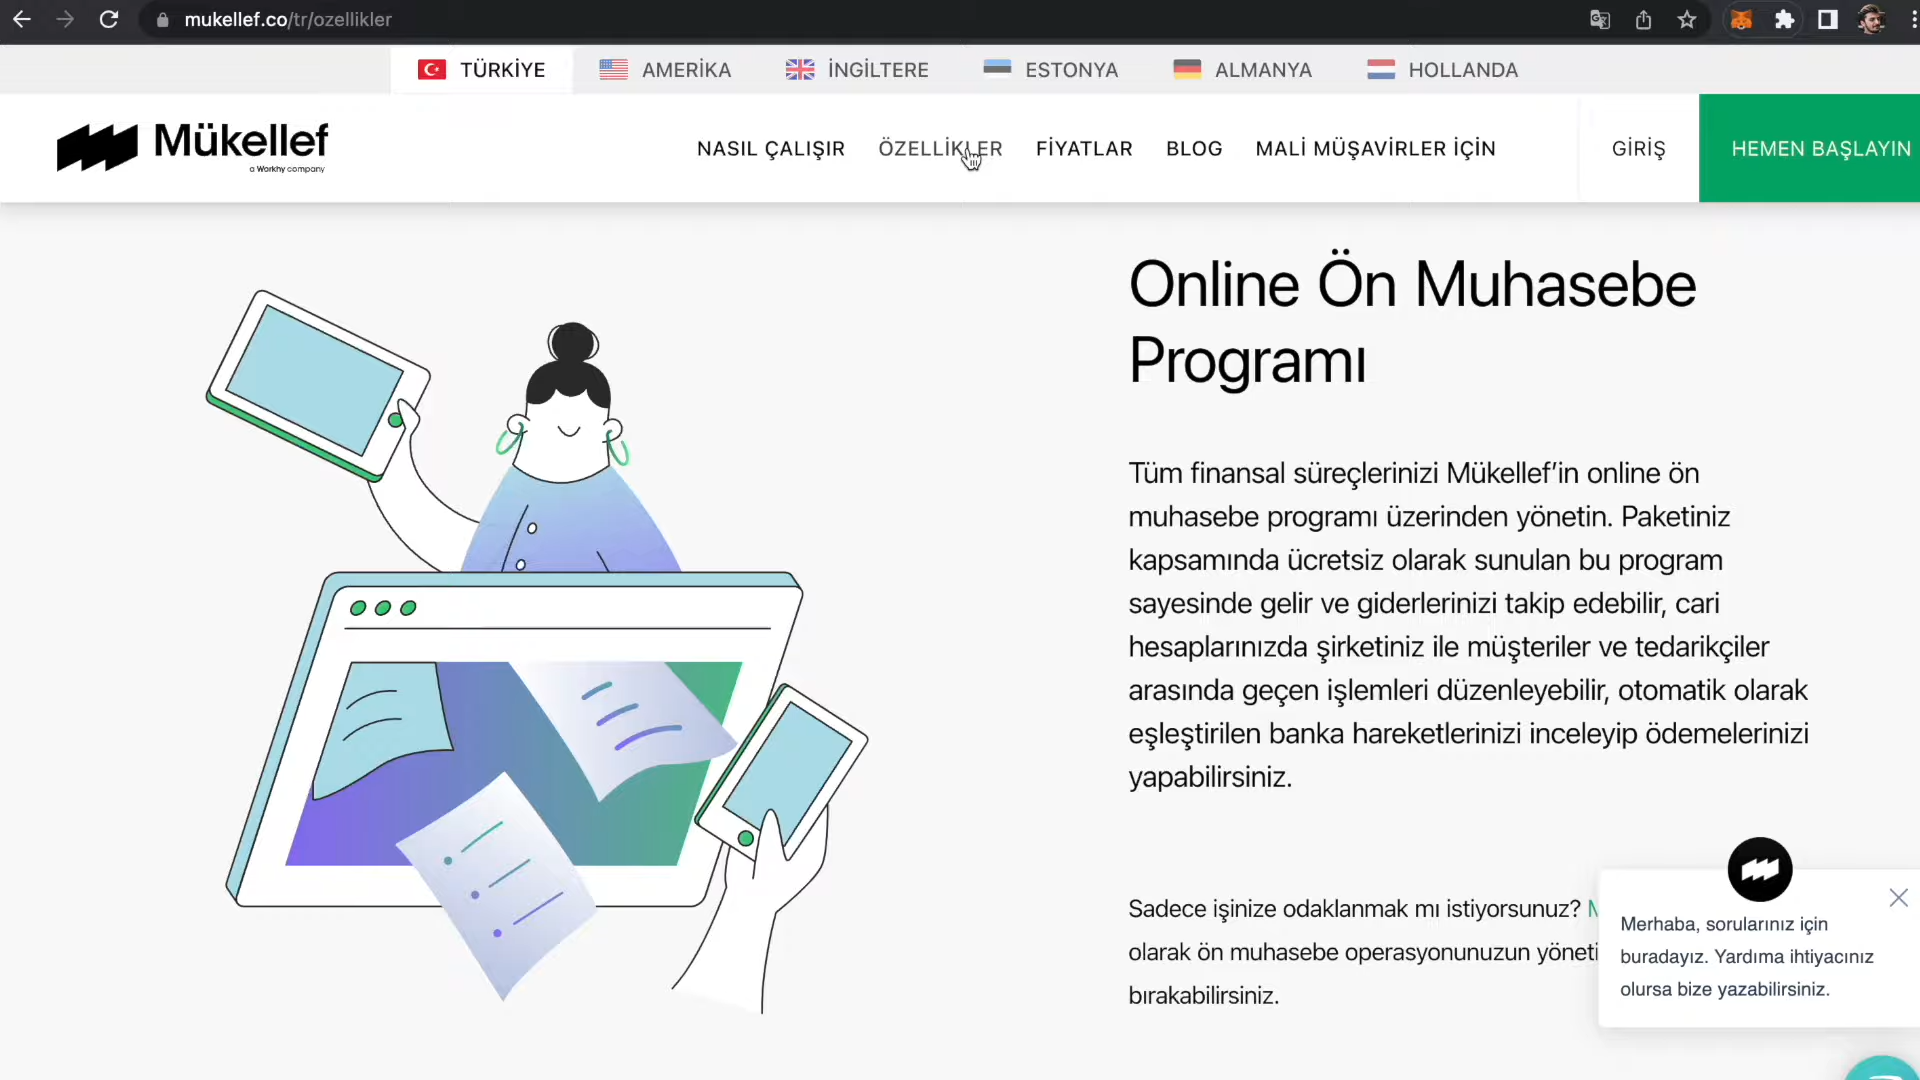 mukellef.co/tr/ozellikler
TÜRKİYE AMERİKA İNGİLTERE ESTONYA ALMANYA HOLLANDA
Mükellef
a Workhy company
NASIL ÇALIŞIR ÖZELLİKLER FİYATLAR BLOG MALİ MÜŞAVİRLER İÇİN GİRİŞ HEMEN BAŞLAYIN
Online Ön Muhasebe
Programı
Tüm finansal süreçlerinizi Mükellef’in online ön
muhasebe programı üzerinden yönetin. Paketiniz
kapsamında ücretsiz olarak sunulan bu program
sayesinde gelir ve giderlerinizi takip edebilir, cari
hesaplarınızda şirketiniz ile müşteriler ve tedarikçiler
arasında geçen işlemleri düzenleyebilir, otomatik olarak
eşleştirilen banka hareketlerinizi inceleyip ödemelerinizi
yapabilirsiniz.
Sadece işinize odaklanmak mı istiyorsunuz?
olarak ön muhasebe operasyonunuzun yöneti
bırakabilirsiniz.
Merhaba, sorularınız için
buradayız. Yardıma ihtiyacınız
olursa bize yazabilirsiniz.